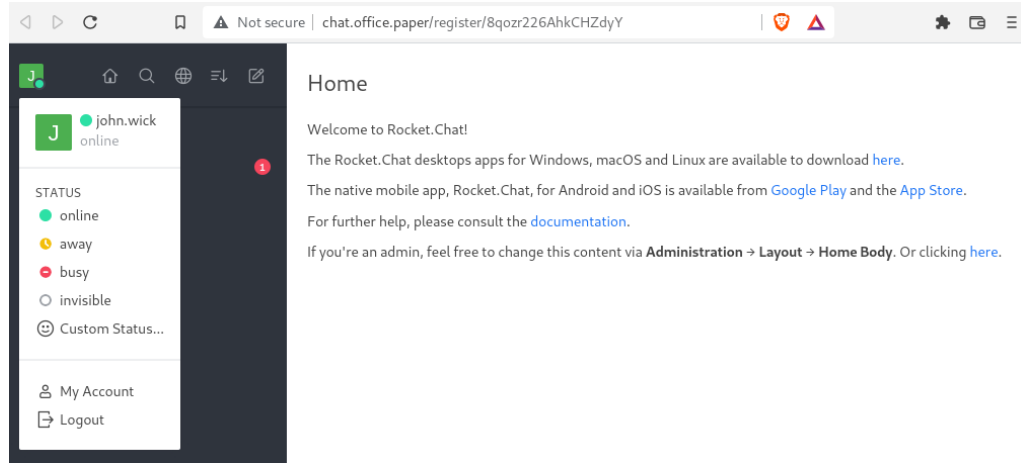 Not secure | chat.office.paper/register/8qozr226AhkCHZdyY
J
Home
J
john.wick
online
Welcome to Rocket.Chat!
1
The Rocket.Chat desktops apps for Windows, macOS and Linux are available to download here.
STATUS
The native mobile app, Rocket.Chat, for Android and iOS is available from Google Play and the App Store.
online
For further help, please consult the documentation.
away
If you're an admin, feel free to change this content via Administration → Layout → Home Body. Or clicking here.
busy
invisible
Custom Status...
My Account
Logout